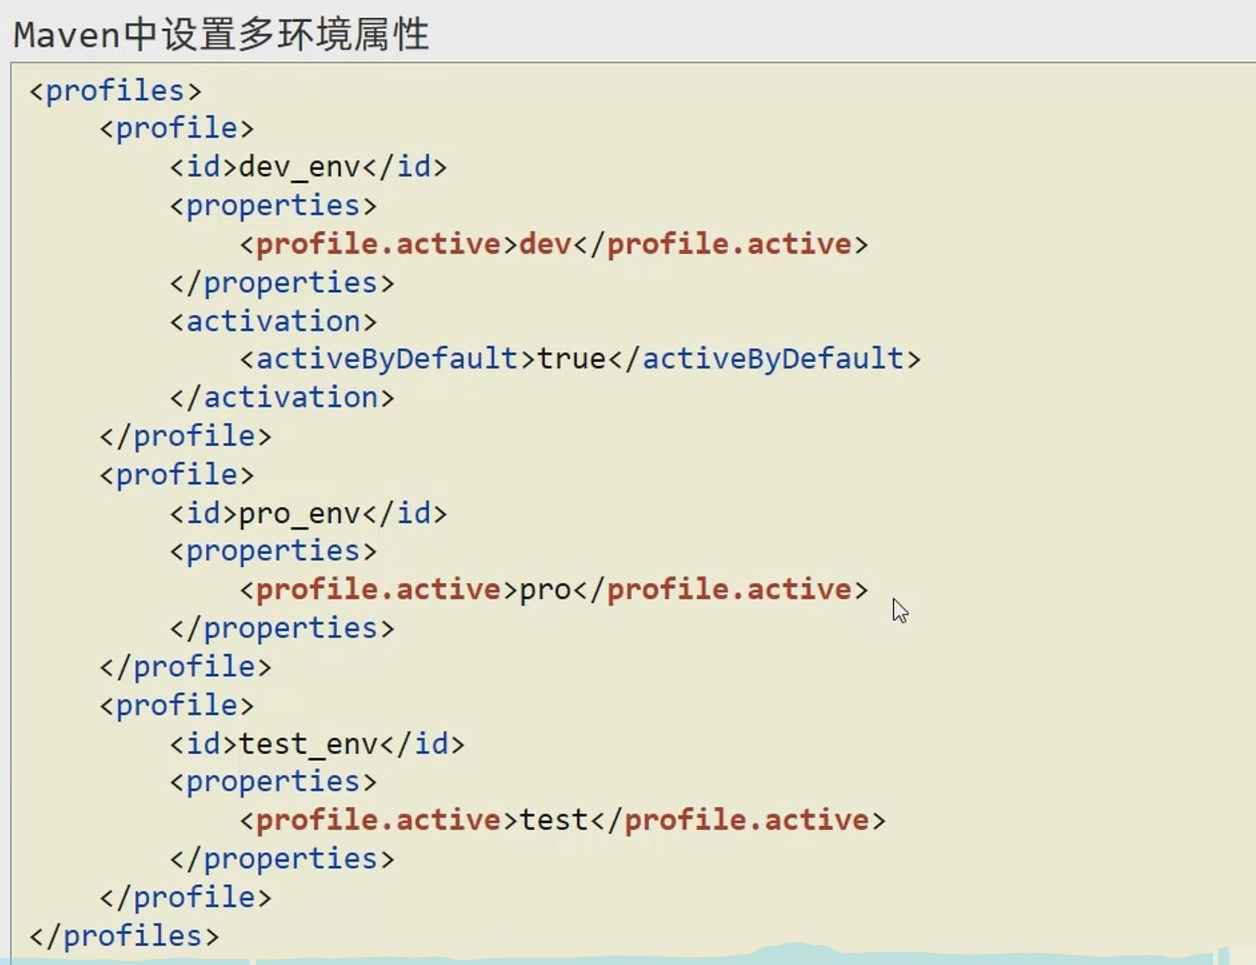 Maven中设置多环境属性
<profiles>
    <profile>
        <id>dev_env</id>
        <properties>
            <profile.active>dev</profile.active>
        </properties>
        <activation>
            <activeByDefault>true</activeByDefault>
        </activation>
    </profile>
    <profile>
        <id>pro_env</id>
        <properties>
            <profile.active>pro</profile.active>
        </properties>
    </profile>
    <profile>
        <id>test_env</id>
        <properties>
            <profile.active>test</profile.active>
        </properties>
    </profile>
</profiles>